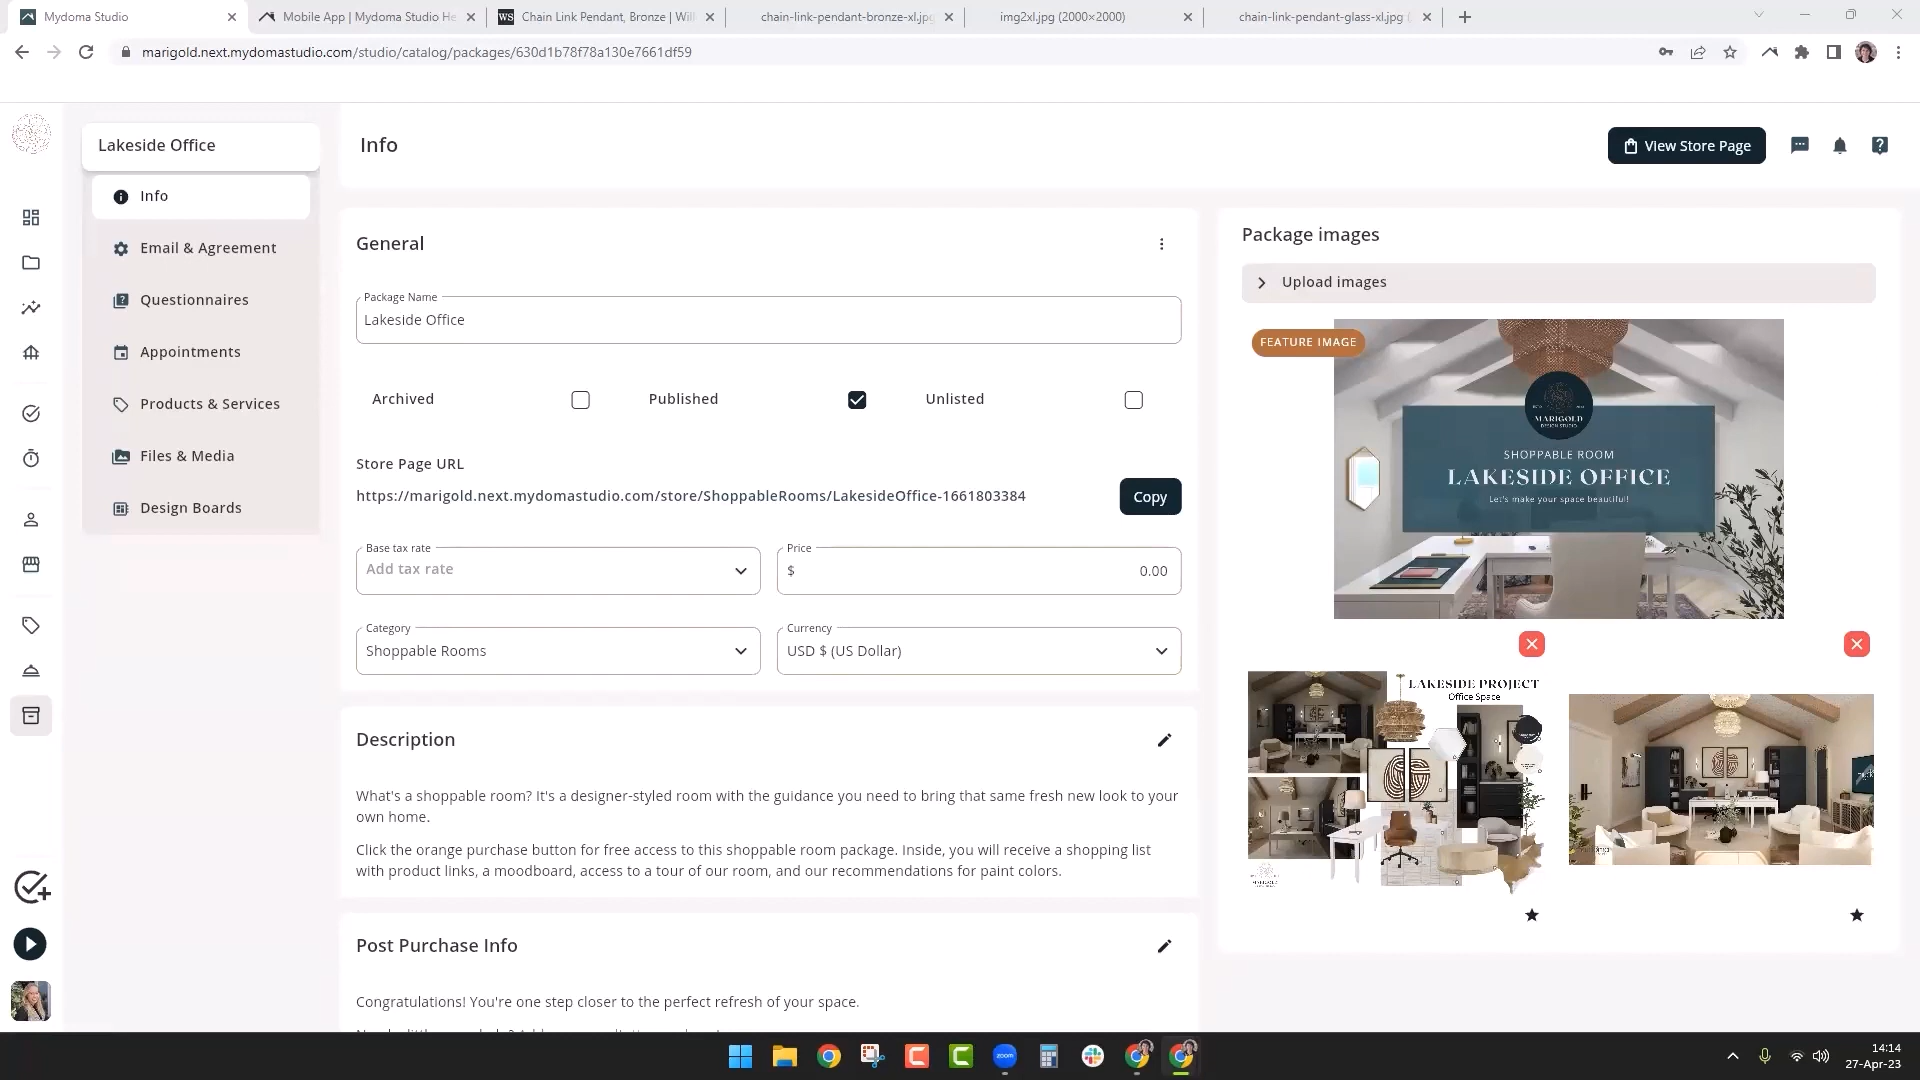 Mydoma Studio
Mobile App | Mydoma Studio He
WS
Chain Link Pendant, Bronze | Will
chain-link-pendant-bronze-xl.jpg
img2xl.jpg (2000×2000)
chain-link-pendant-glass-xl.jpg (
marigold.next.mydomastudio.com/studio/catalog/packages/630d1b78f78a130e7661df59
Lakeside Office
Info
Email & Agreement
Questionnaires
Appointments
Products & Services
Files & Media
Design Boards
Info
View Store Page
General
Package Name
Lakeside Office
Archived
Published
Unlisted
Store Page URL
https://marigold.next.mydomastudio.com/store/ShoppableRooms/LakesideOffice-1661803384
Copy
Base tax rate
Add tax rate
Price
$
0.00
Category
Shoppable Rooms
Currency
USD $ (US Dollar)
Description
What's a shoppable room? It's a designer-styled room with the guidance you need to bring that same fresh new look to your
own home.
Click the orange purchase button for free access to this shoppable room package. Inside, you will receive a shopping list
with product links, a moodboard, access to a tour of our room, and our recommendations for paint colors.
Post Purchase Info
Congratulations! You're one step closer to the perfect refresh of your space.
Package images
Upload images
FEATURE IMAGE
MARIGOLD
DESIGN STUDIO
SHOPPABLE ROOM
LAKESIDE OFFICE
Let's make your space beautiful!
LAKESIDE PROJECT
Office Space
MARIGOLD
zoom
14:14
27-Apr-23